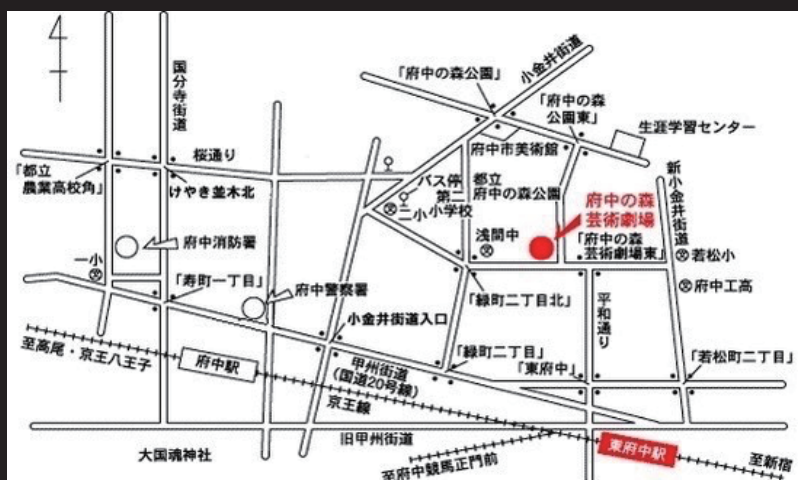 小金井街道
「府中の森公園」
国分寺街道
「府中の森
公園東」
生涯学習センター
府中市美術館
桜通り
「都立
農業高校角」
けやき並木北
バス停
第二
小学校
二小
都立
府中の森公園
新小金井街道
府中の森
芸術劇場
府中消防署
浅間中
「府中の森
芸術劇場東」
若松小
一小
「寿町一丁目」
府中警察署
府中工高
「緑町二丁目北」
平和通り
小金井街道入口
至高尾・京王八王子
府中駅
甲州街道
(国道20号線)
「緑町二丁目」
「東府中」
「若松町二丁目」
京王線
旧甲州街道
大国魂神社
至府中競馬正門前
東府中駅
至新宿